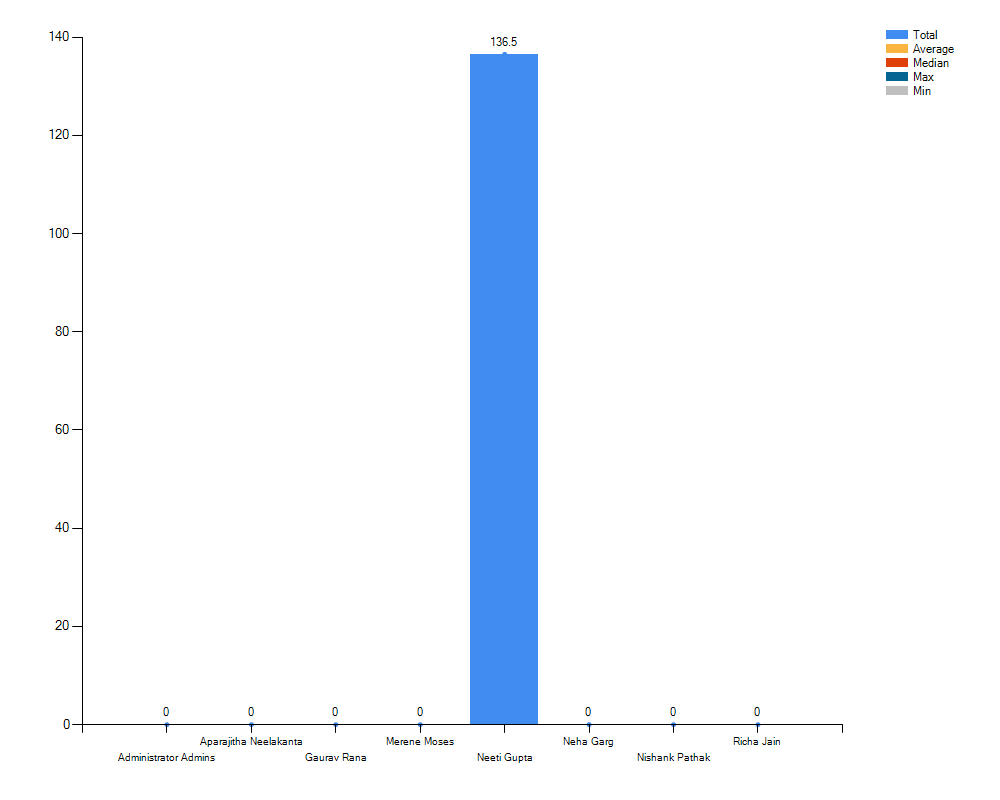 140
120
100
80
60
40
20
0
136.5
0
0
0
0
0
0
0
Administrator Admins
Aparajitha Neelakanta
Gaurav Rana
Merene Moses
Neeti Gupta
Neha Garg
Nishank Pathak
Richa Jain
Total
Average
Median
Max
Min